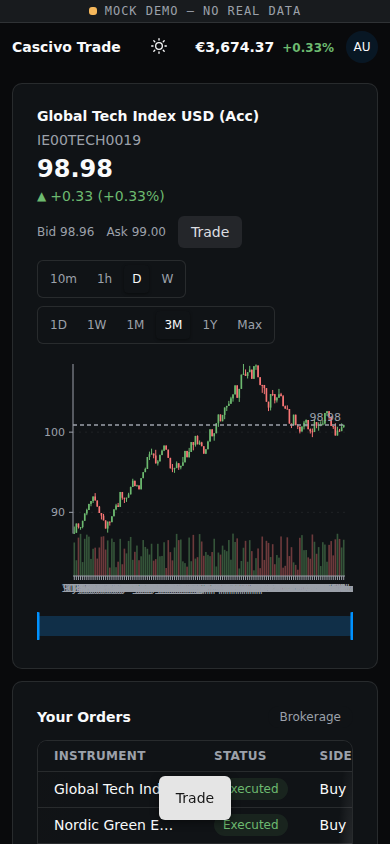 MOCK DEMO — NO REAL DATA
Cascivo Trade €3,674.37 +0.33% AU
Global Tech Index USD (Acc)
IE00TECH0019
98.98
▲ +0.33 (+0.33%)
Bid 98.96 Ask 99.00 Trade
10m 1h D W
1D 1W 1M 3M 1Y Max
98.98
100
90
Your Orders Brokerage
INSTRUMENT STATUS SIDE
Global Tech Ind Executed Buy
Trade
Nordic Green E… Executed Buy